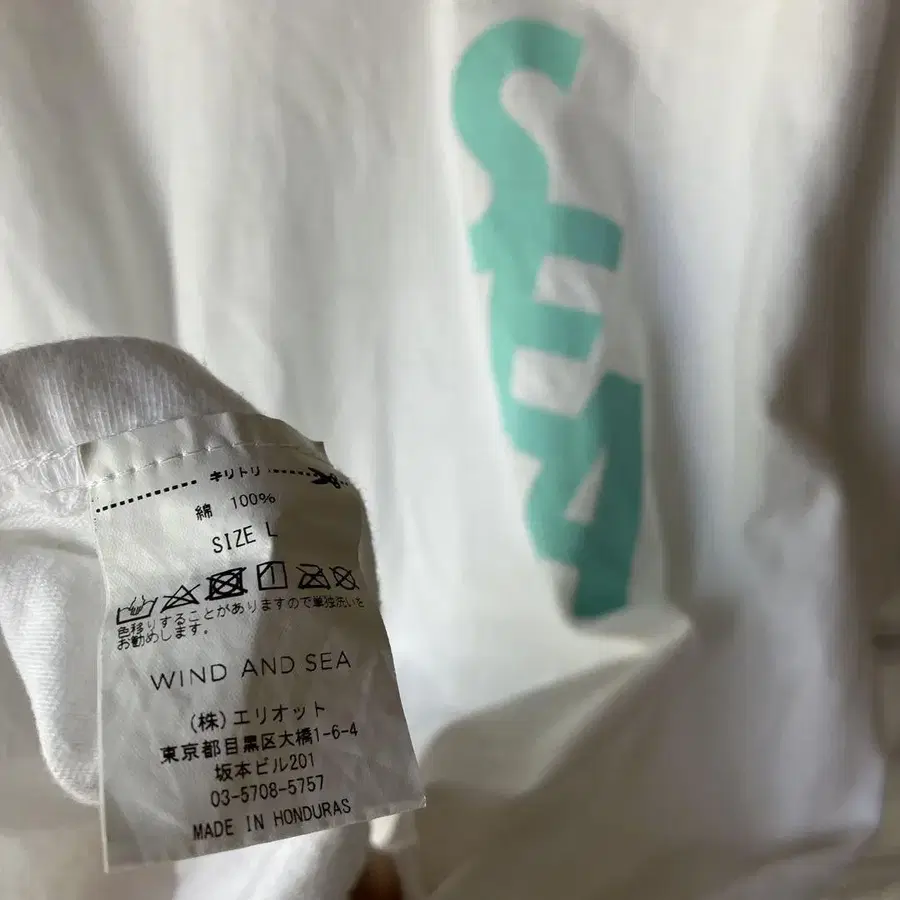 SEA
キリトリ
綿 100%
SIZE L
色移りすることがありますので単独洗いを
お勧めします。
WIND AND SEA
(株)エリオット
東京都目黒区大橋1-6-4
坂本ビル201
03-5708-5757
MADE IN HONDURAS